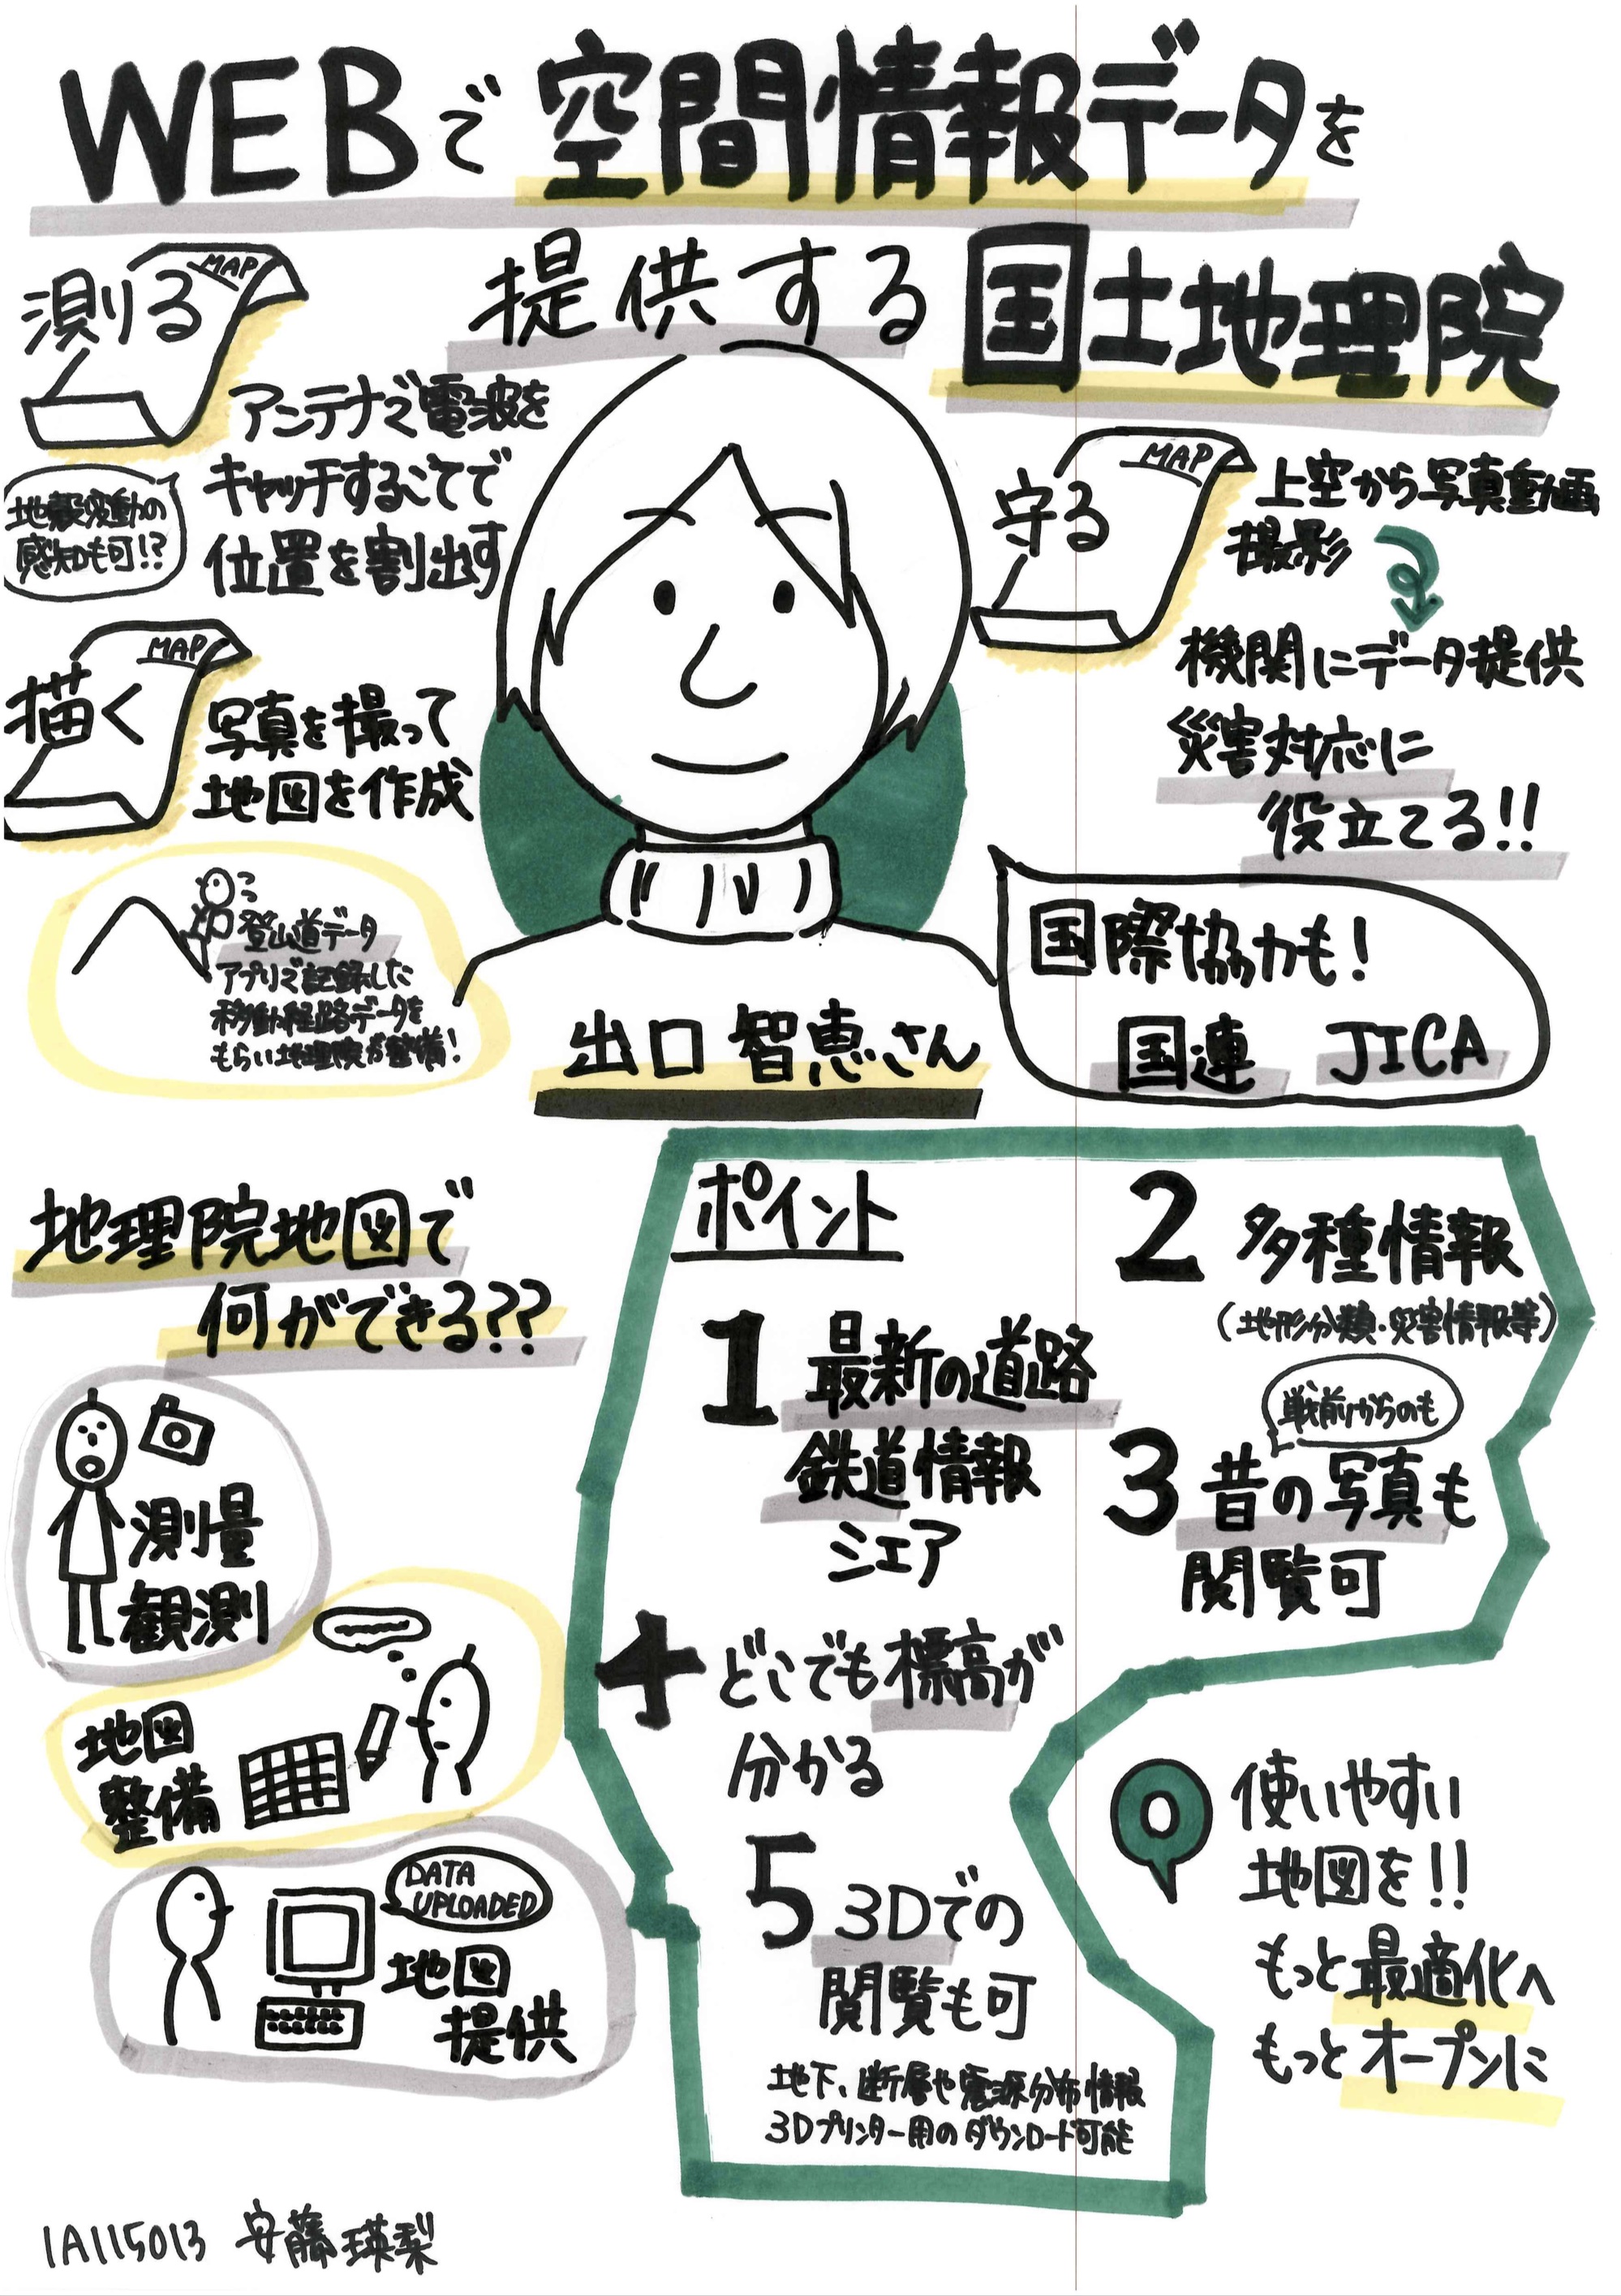 WEBで空間情報データを
提供する国土地理院
測る
MAP
アンテナで電波を
キャッチすることで
位置を割出す
地殻変動の
感知も可!?
描く
MAP
写真を撮って
地図を作成
登山道データ
アプリで記録した
移動経路データを
もらい地理院が整備!
守る
MAP
上空から写真動画
撮影
機関にデータ提供
災害対応に
役立てる!!
出口 智恵さん
国際協力も!
国連 JICA
地理院地図で
何ができる??
測量
観測
地図
整備
DATA
UPLOADED
地図
提供
ポイント
1 最新の道路
鉄道情報
シェア
2 多種情報
(地形分類・災害情報等)
戦前からのも
3 昔の写真も
閲覧可
4 どこでも標高が
分かる
5 3Dでの
閲覧も可
地下、断層や震源分布情報
3Dプリンター用のダウンロード可能
使いやすい
地図を!!
もっと最適化へ
もっとオープンに
1A115013 安藤瑛梨